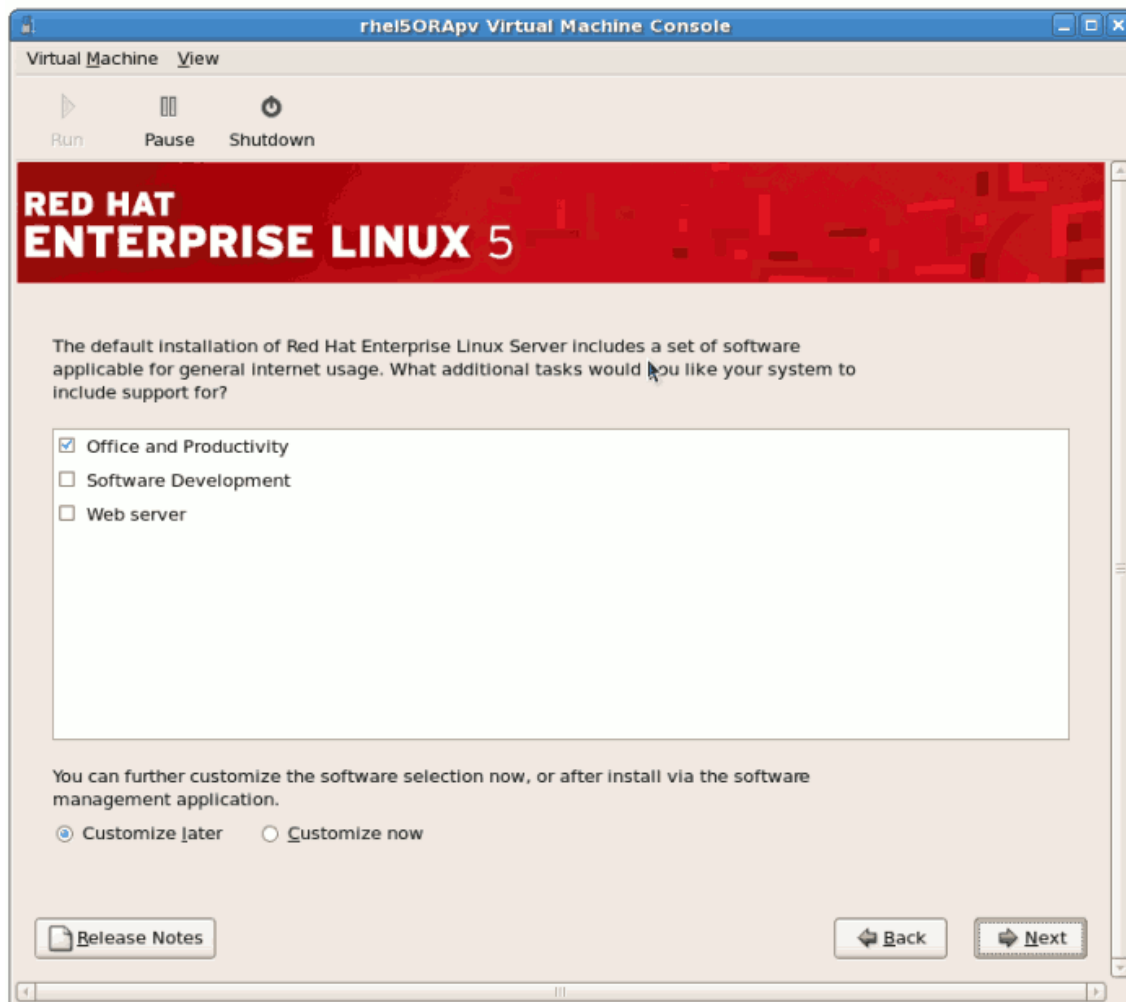 rhel5ORApv Virtual Machine Console
Virtual Machine View
Run Pause Shutdown
RED HAT
ENTERPRISE LINUX 5
The default installation of Red Hat Enterprise Linux Server includes a set of software
applicable for general internet usage. What additional tasks would you like your system to
include support for?
Office and Productivity
Software Development
Web server
You can further customize the software selection now, or after install via the software
management application.
Customize later Customize now
Release Notes Back Next